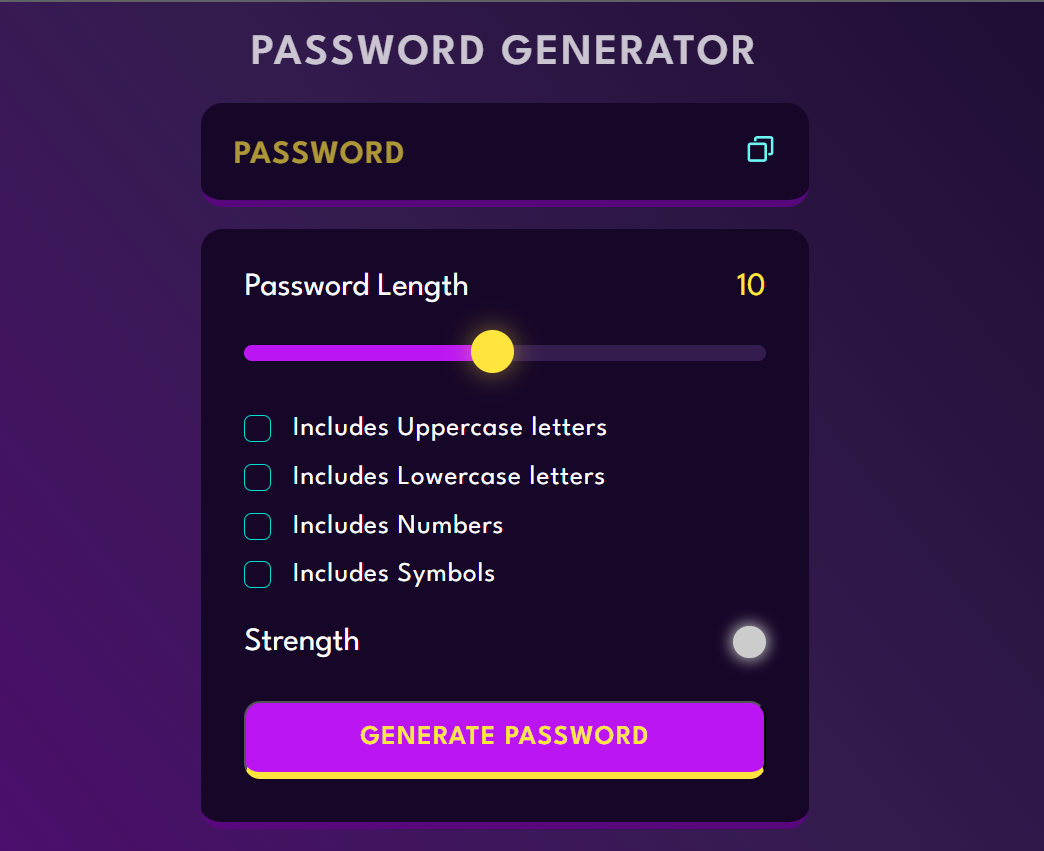 PASSWORD GENERATOR
PASSWORD
Password Length 10
Includes Uppercase letters
Includes Lowercase letters
Includes Numbers
Includes Symbols
Strength
GENERATE PASSWORD